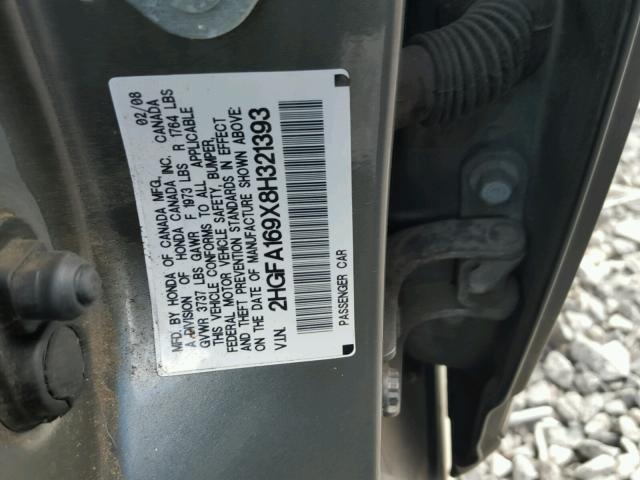 MFD. BY HONDA OF CANADA MFG. 02/08
A DIVISION OF HONDA CANADA INC. CANADA
GVWR 3737 LBS GAWR F 1973 LBS R 1764 LBS
THIS VEHICLE CONFORMS TO ALL APPLICABLE
FEDERAL MOTOR VEHICLE SAFETY, BUMPER,
AND THEFT PREVENTION STANDARDS IN EFFECT
ON THE DATE OF MANUFACTURE SHOWN ABOVE.
V.I.N. 2HGFA169X8H321393
PASSENGER CAR